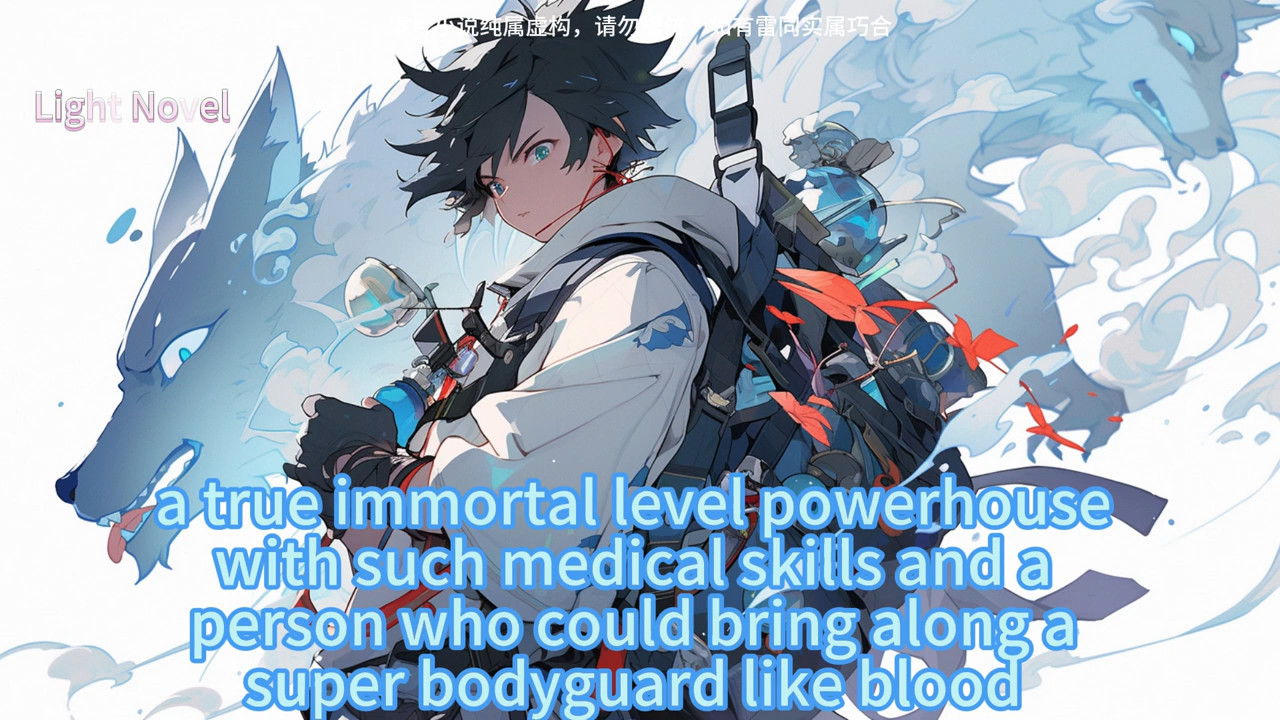 小说纯属虚构，请勿 有雷同实属巧合
Light Novel
a true immortal level powerhouse
with such medical skills and a
person who could bring along a
super bodyguard like blood